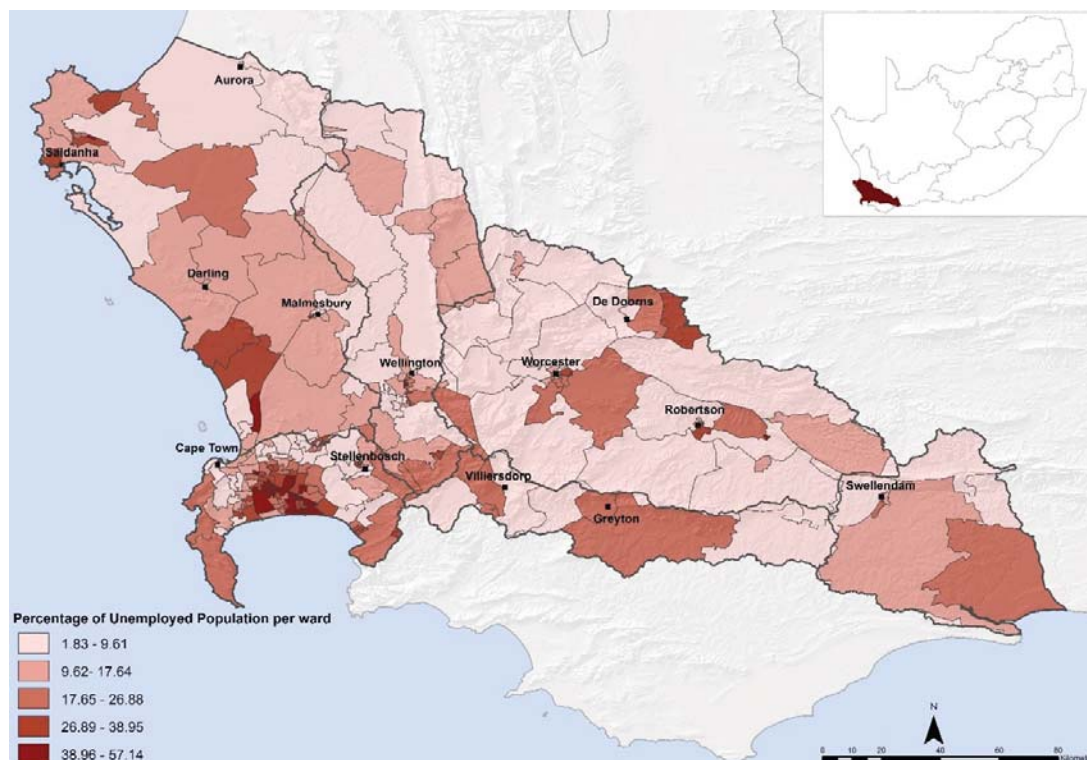 Aurora
Saldanha
Darling
Malmesbury
De Doorns
Wellington
Worcester
Robertson
Cape Town
Stellenbosch
Villiersdorp
Swellendam
Greyton
Percentage of Unemployed Population per ward
1.83 - 9.61
9.62- 17.64
17.65 - 26.88
26.89 - 38.95
38.96 - 57.14
N
0 10 20 40 60 80